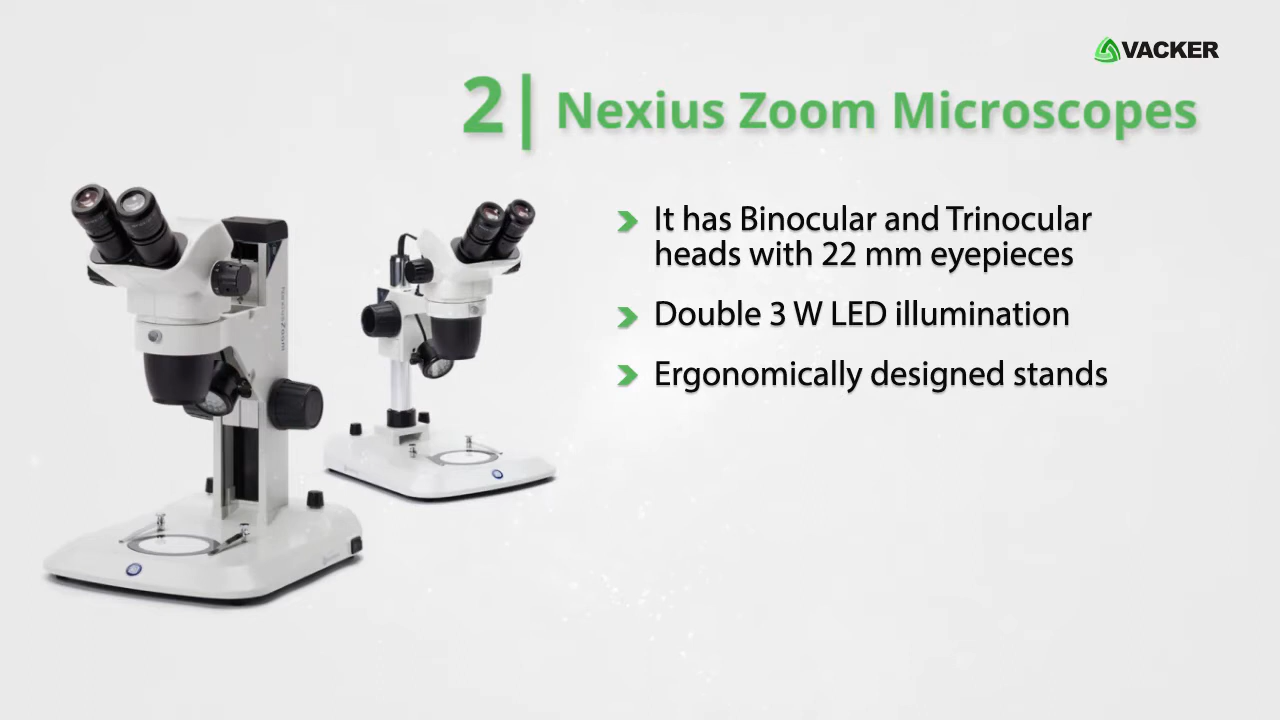 VACKER
2 | Nexius Zoom Microscopes
It has Binocular and Trinocular
heads with 22 mm eyepieces
Double 3 W LED illumination
Ergonomically designed stands